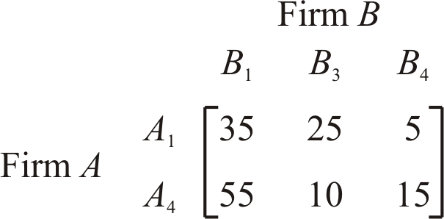 Firm B
B₁ B₃ B₄
A₁ 35 25 5
Firm A
A₄ 55 10 15